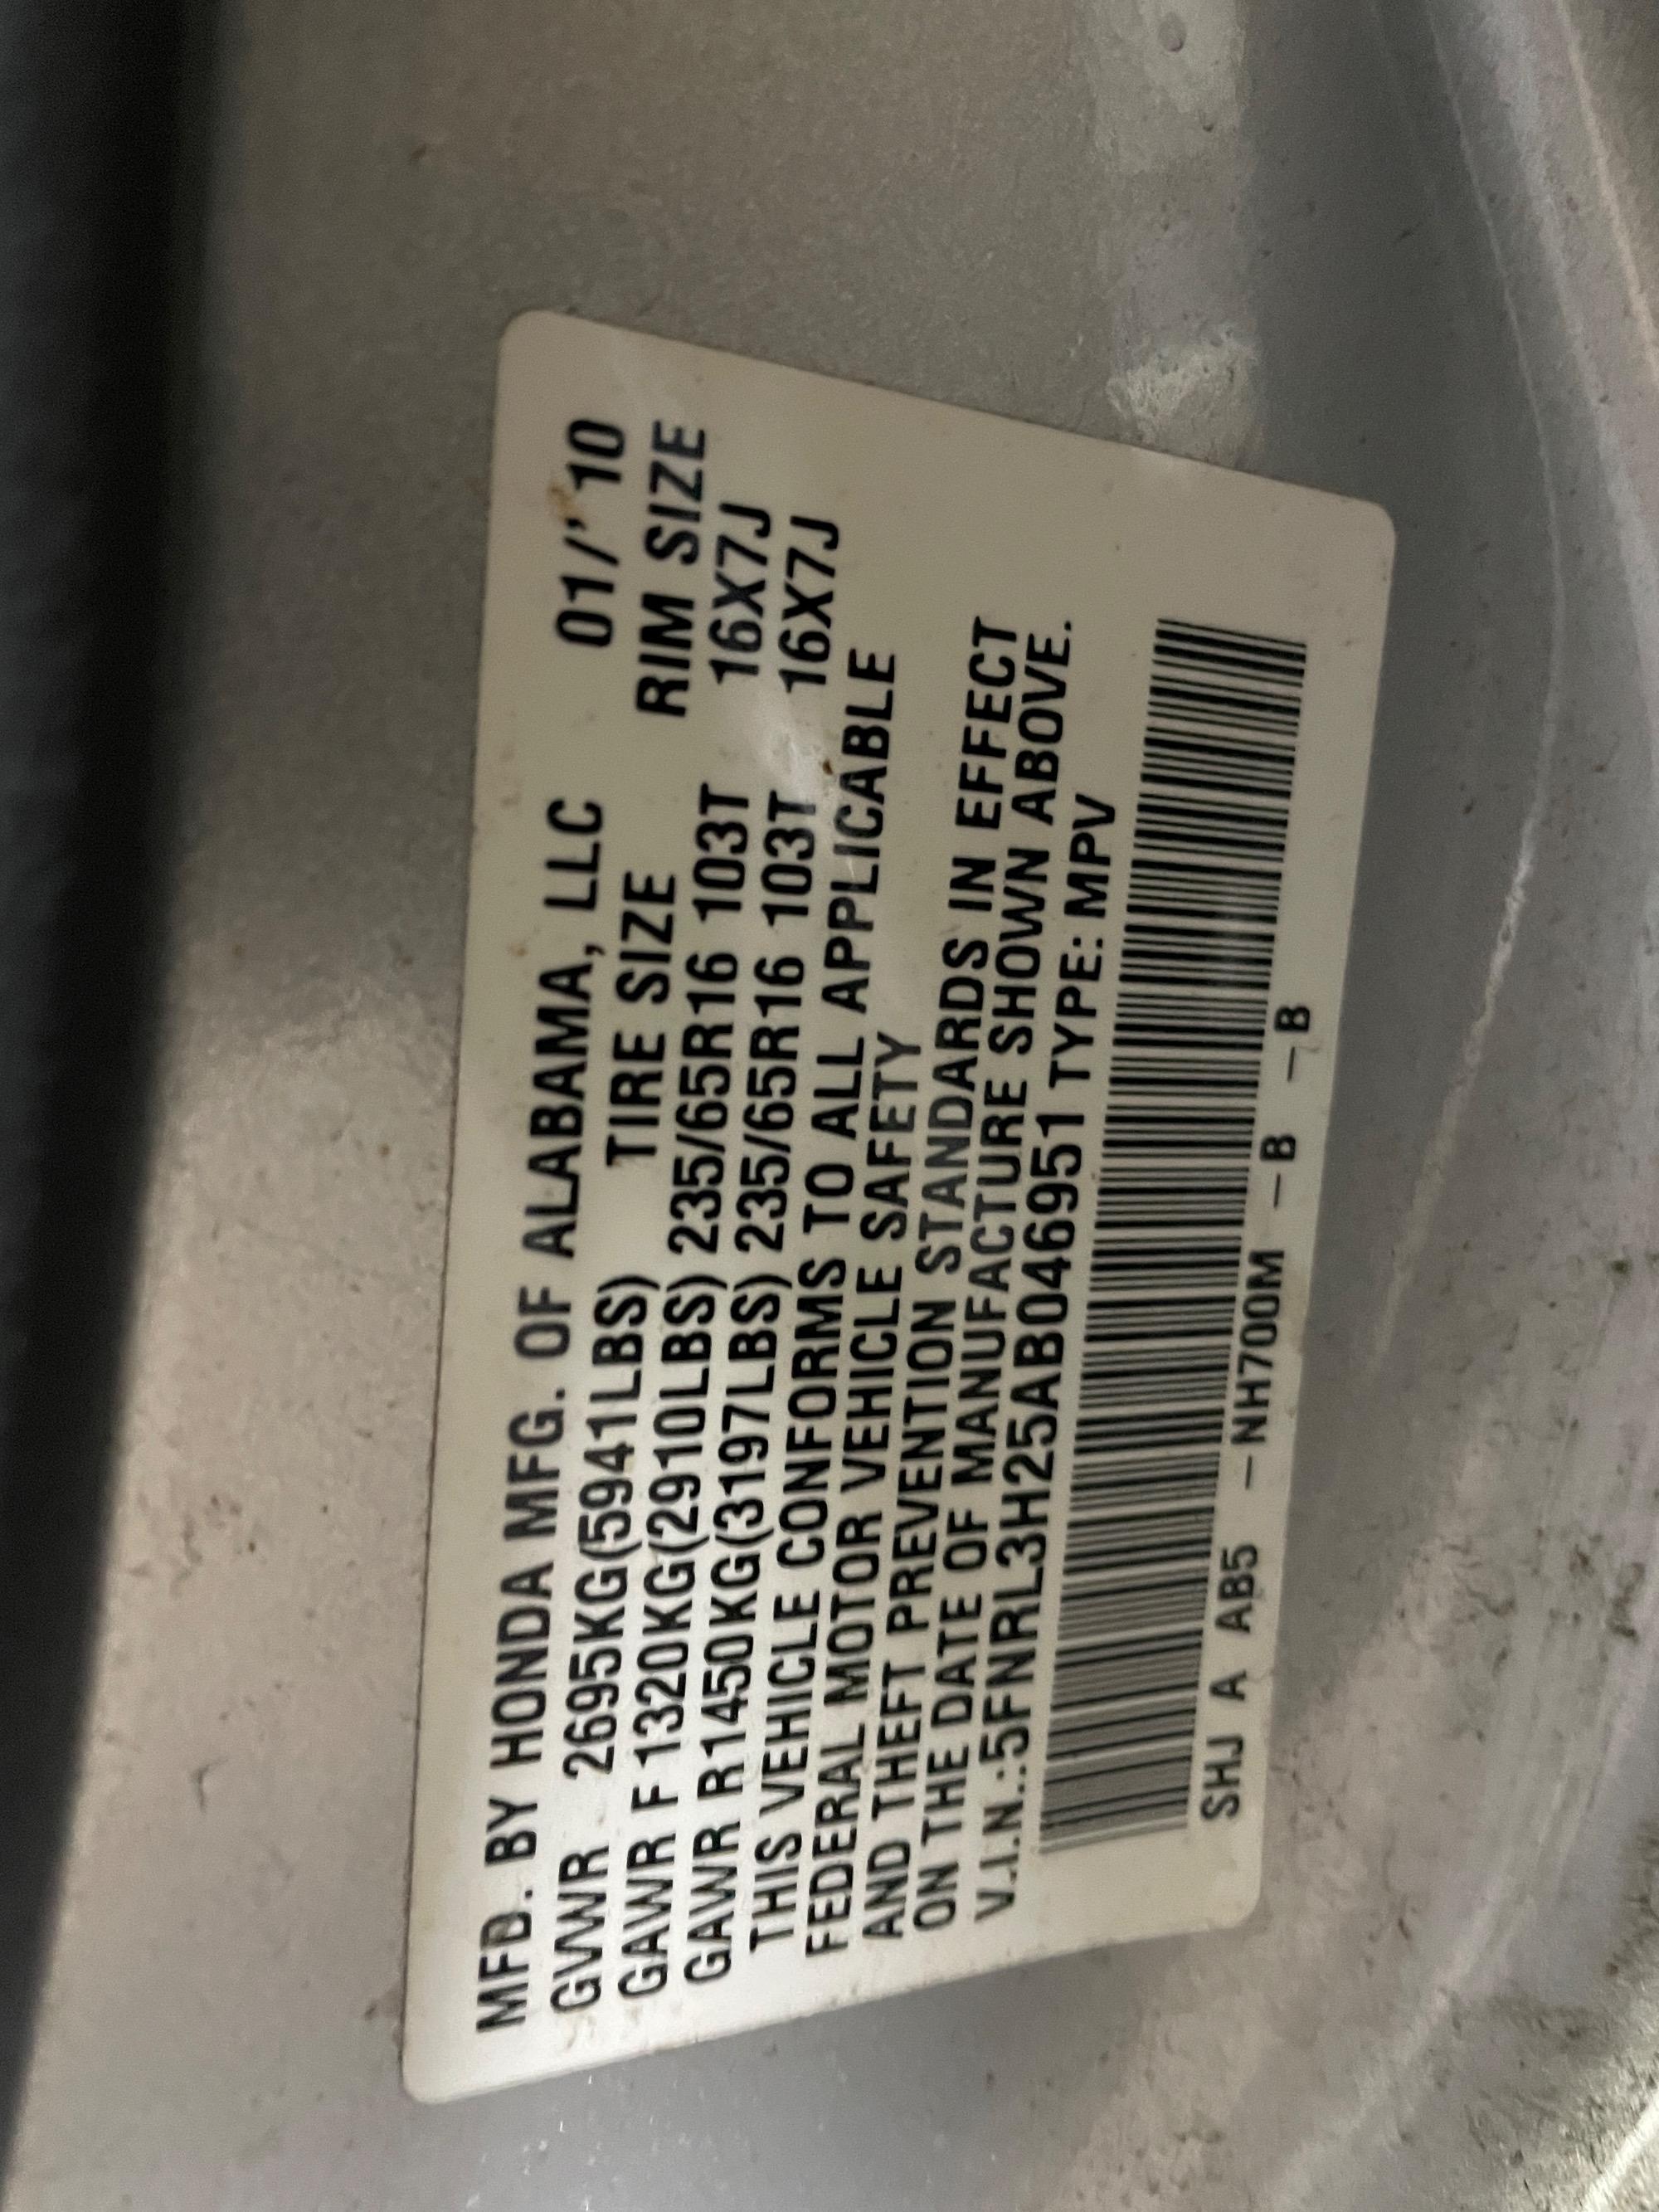 MFD. BY HONDA MFG. OF ALABAMA, LLC 01/'10
GVWR 2695KG(5941LBS) TIRE SIZE RIM SIZE
GAWR F 1320KG(2910LBS) 235/65R16 103T 16X7J
GAWR R1450KG(3197LBS) 235/65R16 103T 16X7J
THIS VEHICLE CONFORMS TO ALL APPLICABLE
FEDERAL MOTOR VEHICLE SAFETY
AND THEFT PREVENTION STANDARDS IN EFFECT
ON THE DATE OF MANUFACTURE SHOWN ABOVE.
V.I.N.:5FNRL3H25AB046951 TYPE: MPV
SHJ A AB5 –NH700M –B –B